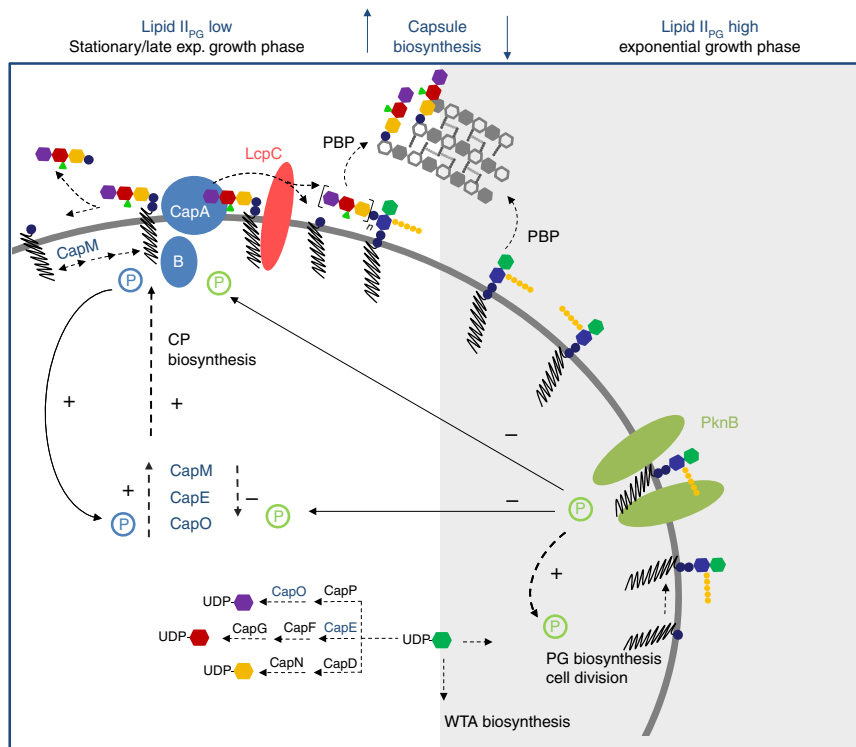 Lipid IIPG low
Stationary/late exp. growth phase
Capsule
biosynthesis
Lipid IIPG high
exponential growth phase
LcpC
PBP
CapA
n
CapM
B
P
P
PBP
CP
biosynthesis
+
+
PknB
–
CapM
CapE
CapO
+
–
–
P
P
P
+
UDP
CapO
CapP
UDP
CapG
CapF
CapE
UDP
P
UDP
CapN
CapD
PG biosynthesis
cell division
WTA biosynthesis